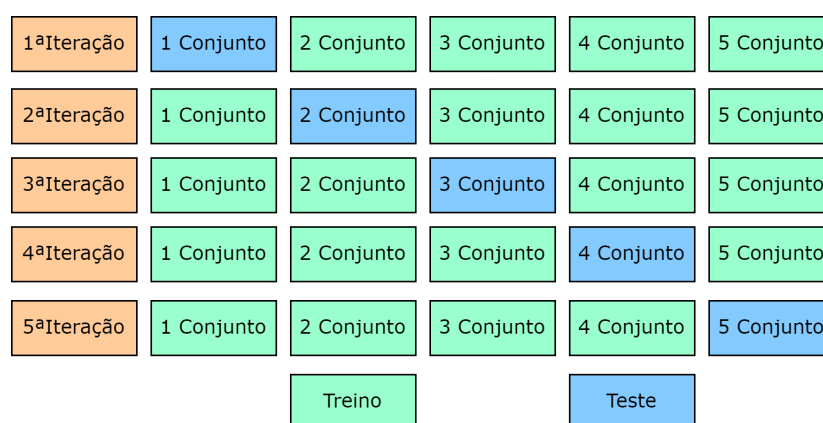 1ªIteração 1 Conjunto 2 Conjunto 3 Conjunto 4 Conjunto 5 Conjunto
2ªIteração 1 Conjunto 2 Conjunto 3 Conjunto 4 Conjunto 5 Conjunto
3ªIteração 1 Conjunto 2 Conjunto 3 Conjunto 4 Conjunto 5 Conjunto
4ªIteração 1 Conjunto 2 Conjunto 3 Conjunto 4 Conjunto 5 Conjunto
5ªIteração 1 Conjunto 2 Conjunto 3 Conjunto 4 Conjunto 5 Conjunto
Treino Teste